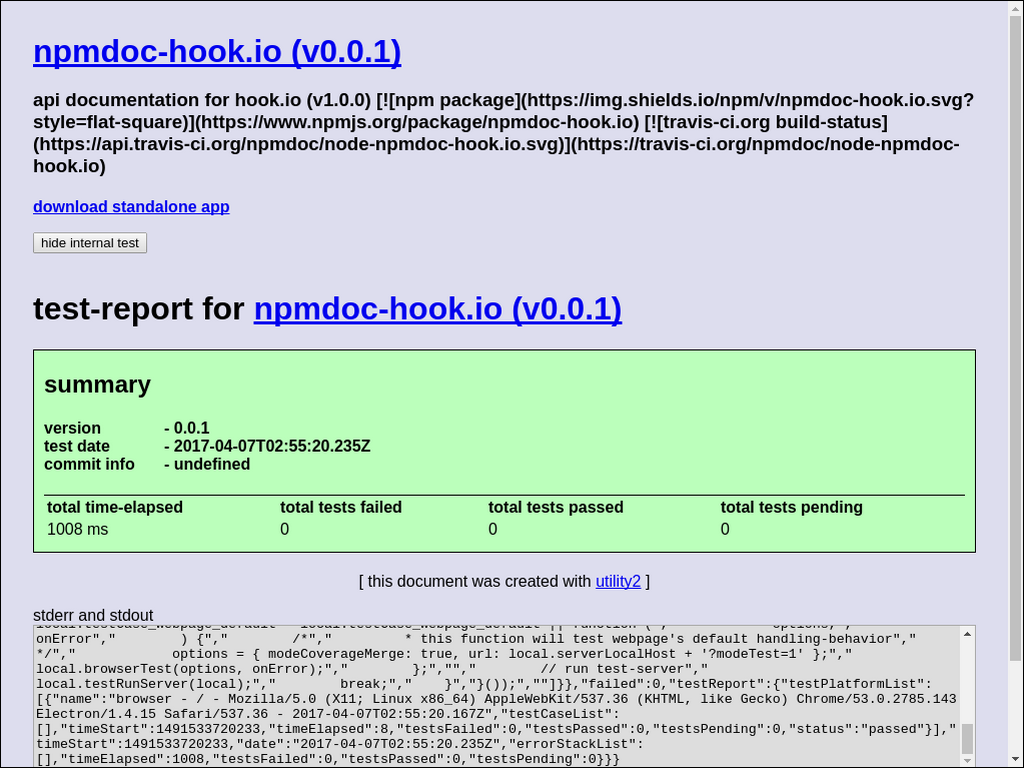 npmdoc-hook.io (v0.0.1)
api documentation for hook.io (v1.0.0) [![npm package](https://img.shields.io/npm/v/npmdoc-hook.io.svg?
style=flat-square)](https://www.npmjs.org/package/npmdoc-hook.io) [![travis-ci.org build-status]
(https://api.travis-ci.org/npmdoc/node-npmdoc-hook.io.svg)](https://travis-ci.org/npmdoc/node-npmdoc-
hook.io)
download standalone app
hide internal test
test-report for npmdoc-hook.io (v0.0.1)
summary
version - 0.0.1
test date - 2017-04-07T02:55:20.235Z
commit info - undefined
total time-elapsed total tests failed total tests passed total tests pending
1008 ms 0 0 0
[ this document was created with utility2 ]
stderr and stdout
onError","        ) {","        /*","         * this function will test webpage's default handling-behavior","
*/","            options = { modeCoverageMerge: true, url: local.serverLocalHost + '?modeTest=1' };","
local.browserTest(options, onError);","        };","","        // run test-server","
local.testRunServer(local);","        break;","    }","}());",""]}},"failed":0,"testReport":{"testPlatformList":
[{"name":"browser - / - Mozilla/5.0 (X11; Linux x86_64) AppleWebKit/537.36 (KHTML, like Gecko) Chrome/53.0.2785.143
Electron/1.4.15 Safari/537.36 - 2017-04-07T02:55:20.167Z","testCaseList":
[],"timeStart":1491533720233,"timeElapsed":8,"testsFailed":0,"testsPassed":0,"testsPending":0,"status":"passed"}],"
timeStart":1491533720233,"date":"2017-04-07T02:55:20.235Z","errorStackList":
[],"timeElapsed":1008,"testsFailed":0,"testsPassed":0,"testsPending":0}}}